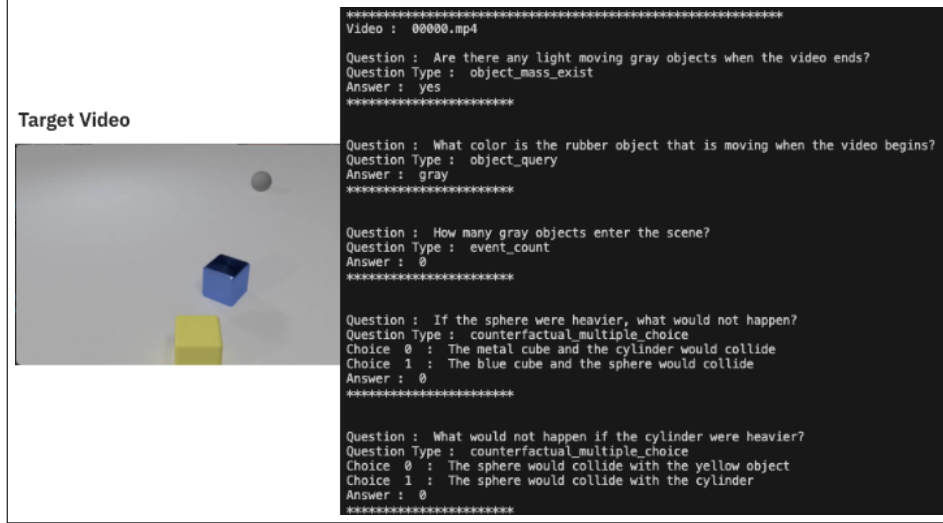 Target Video
************************************************************
Video :  00000.mp4
Question :  Are there any light moving gray objects when the video ends?
Question Type :  object_mass_exist
Answer :  yes
***********************
Question :  What color is the rubber object that is moving when the video begins?
Question Type :  object_query
Answer :  gray
***********************
Question :  How many gray objects enter the scene?
Question Type :  event_count
Answer :  0
***********************
Question :  If the sphere were heavier, what would not happen?
Question Type :  counterfactual_multiple_choice
Choice  0  :  The metal cube and the cylinder would collide
Choice  1  :  The blue cube and the sphere would collide
Answer :  0
***********************
Question :  What would not happen if the cylinder were heavier?
Question Type :  counterfactual_multiple_choice
Choice  0  :  The sphere would collide with the yellow object
Choice  1  :  The sphere would collide with the cylinder
Answer :  0
***********************